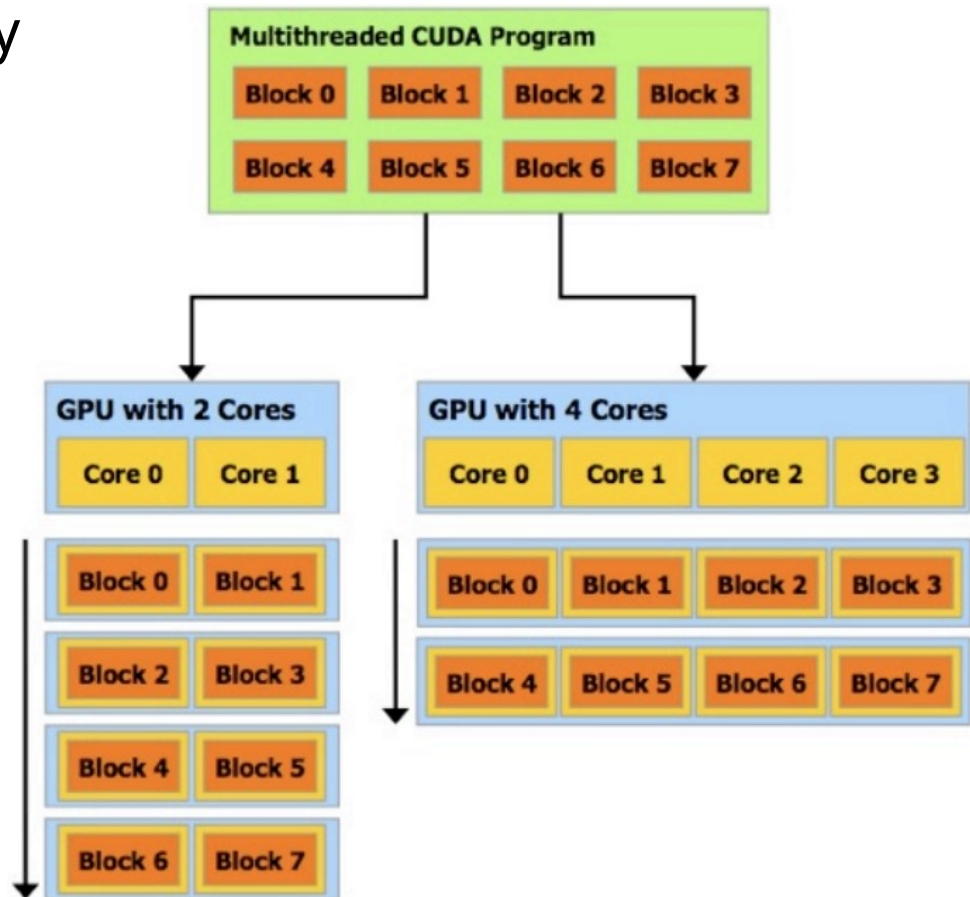 y
Multithreaded CUDA Program
Block 0 Block 1 Block 2 Block 3
Block 4 Block 5 Block 6 Block 7
GPU with 2 Cores
Core 0 Core 1
Block 0 Block 1
Block 2 Block 3
Block 4 Block 5
Block 6 Block 7
GPU with 4 Cores
Core 0 Core 1 Core 2 Core 3
Block 0 Block 1 Block 2 Block 3
Block 4 Block 5 Block 6 Block 7